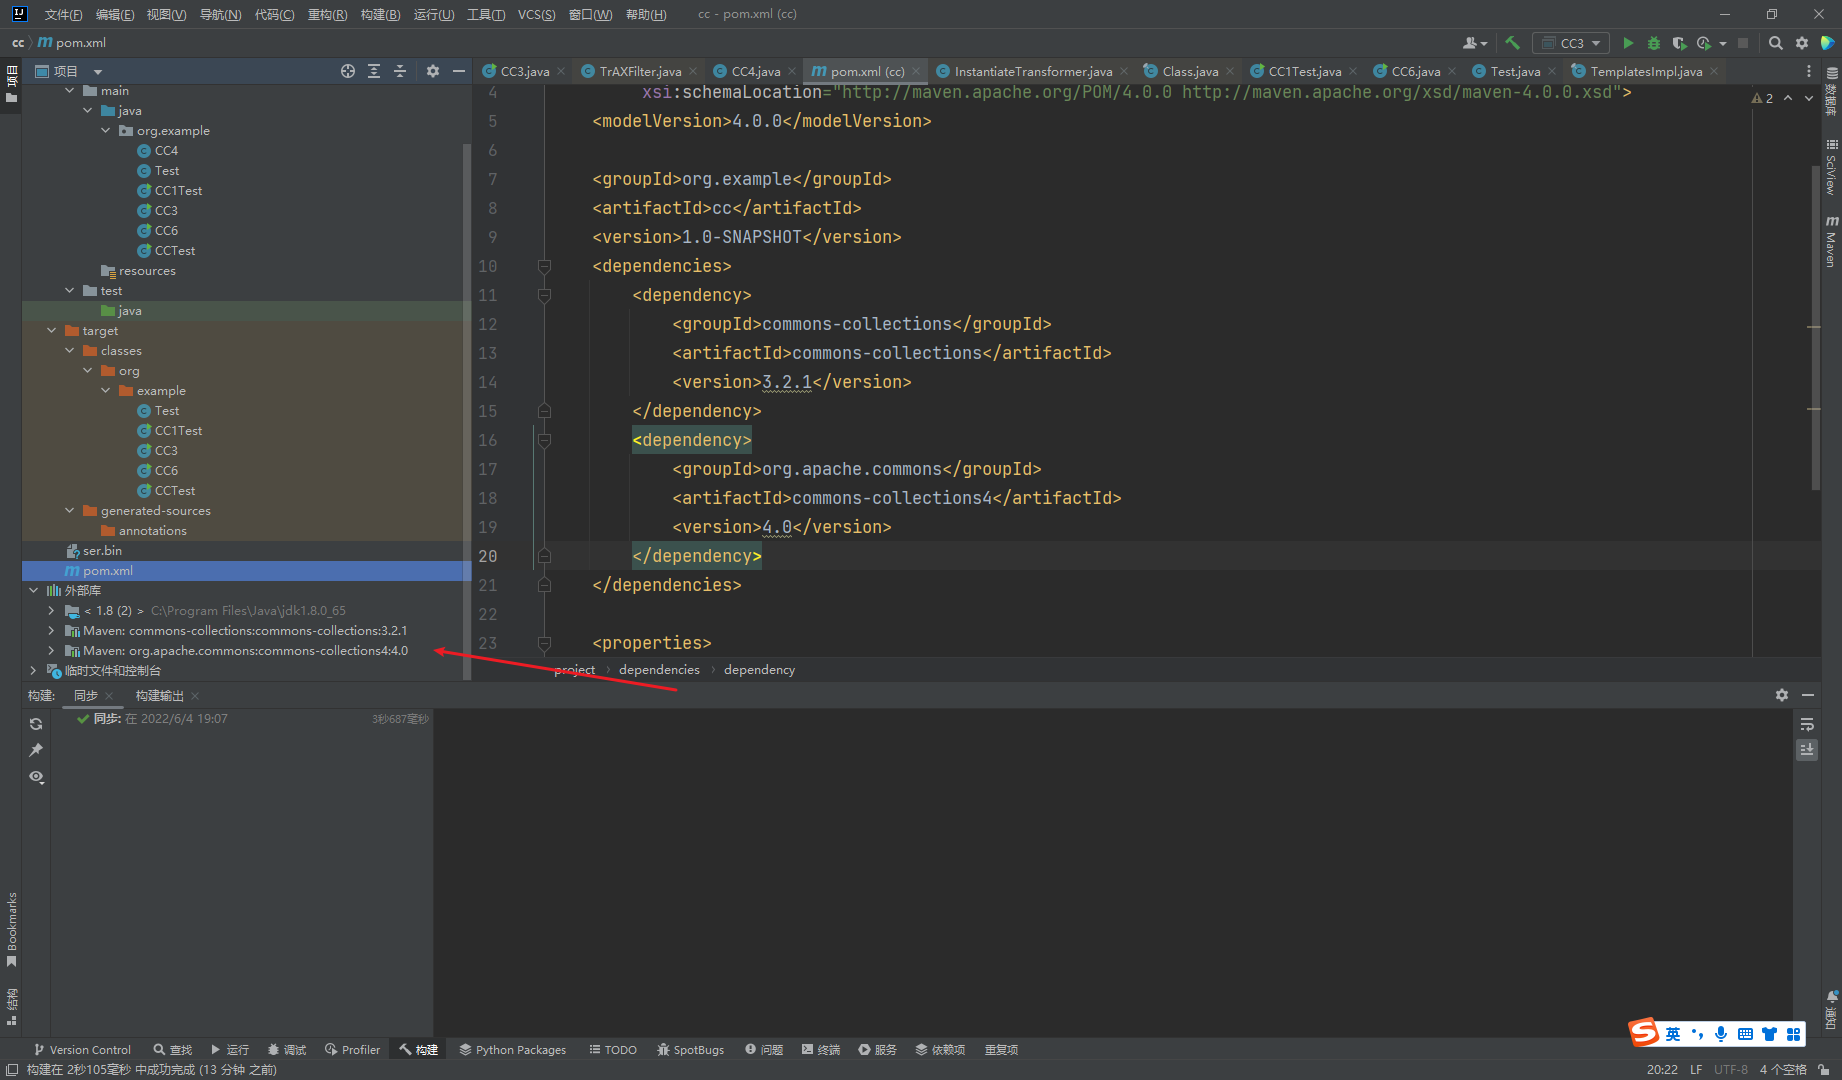 文件(F) 编辑(E) 视图(V) 导航(N) 代码(C) 重构(R) 构建(B) 运行(U) 工具(T) VCS(S) 窗口(W) 帮助(H) cc - pom.xml (cc)
cc pom.xml CC3
项目
CC3.java TrAXFilter.java CC4.java pom.xml (cc) InstantiateTransformer.java Class.java CC1Test.java CC6.java Test.java TemplatesImpl.java
main
java
org.example
CC4
Test
CC1Test
CC3
CC6
CCTest
resources
test
java
target
classes
org
example
Test
CC1Test
CC3
CC6
CCTest
generated-sources
annotations
ser.bin
pom.xml
外部库
< 1.8 (2) > C:\Program Files\Java\jdk1.8.0_65
Maven: commons-collections:commons-collections:3.2.1
Maven: org.apache.commons:commons-collections4:4.0
临时文件和控制台
2
4 xsi:schemaLocation="http://maven.apache.org/POM/4.0.0 http://maven.apache.org/xsd/maven-4.0.0.xsd">
5 <modelVersion>4.0.0</modelVersion>
6
7 <groupId>org.example</groupId>
8 <artifactId>cc</artifactId>
9 <version>1.0-SNAPSHOT</version>
10 <dependencies>
11 <dependency>
12 <groupId>commons-collections</groupId>
13 <artifactId>commons-collections</artifactId>
14 <version>3.2.1</version>
15 </dependency>
16 <dependency>
17 <groupId>org.apache.commons</groupId>
18 <artifactId>commons-collections4</artifactId>
19 <version>4.0</version>
20 </dependency>
21 </dependencies>
22
23 <properties>
project dependencies dependency
项目
Bookmarks
结构
数据库
SciView
Maven
通知
构建: 同步 构建输出
同步: 在 2022/6/4 19:07 3秒687毫秒
英
Version Control 查找 运行 调试 Profiler 构建 Python Packages TODO SpotBugs 问题 终端 服务 依赖项 重复项
构建在 2秒105毫秒 中成功完成 (13 分钟 之前) 20:22 LF UTF-8 4 个空格